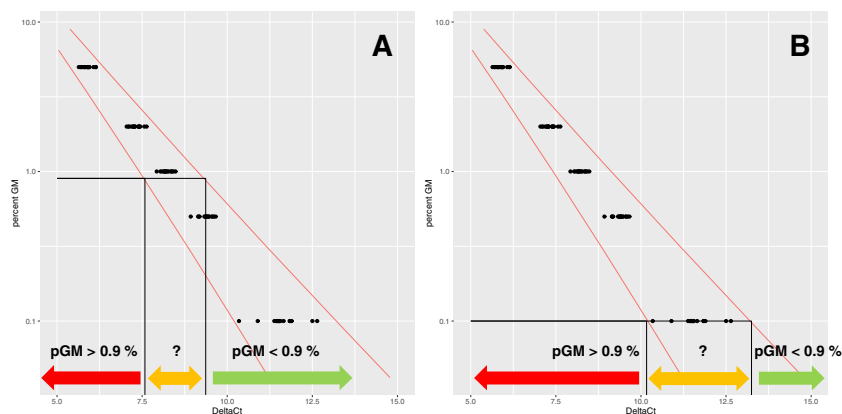 A
10.0
1.0
0.1
percent GM
pGM > 0.9 %
?
pGM < 0.9 %
5.0
7.5
10.0
12.5
15.0
DeltaCt
B
10.0
1.0
0.1
percent GM
pGM > 0.9 %
?
pGM < 0.9 %
5.0
7.5
10.0
12.5
15.0
DeltaCt